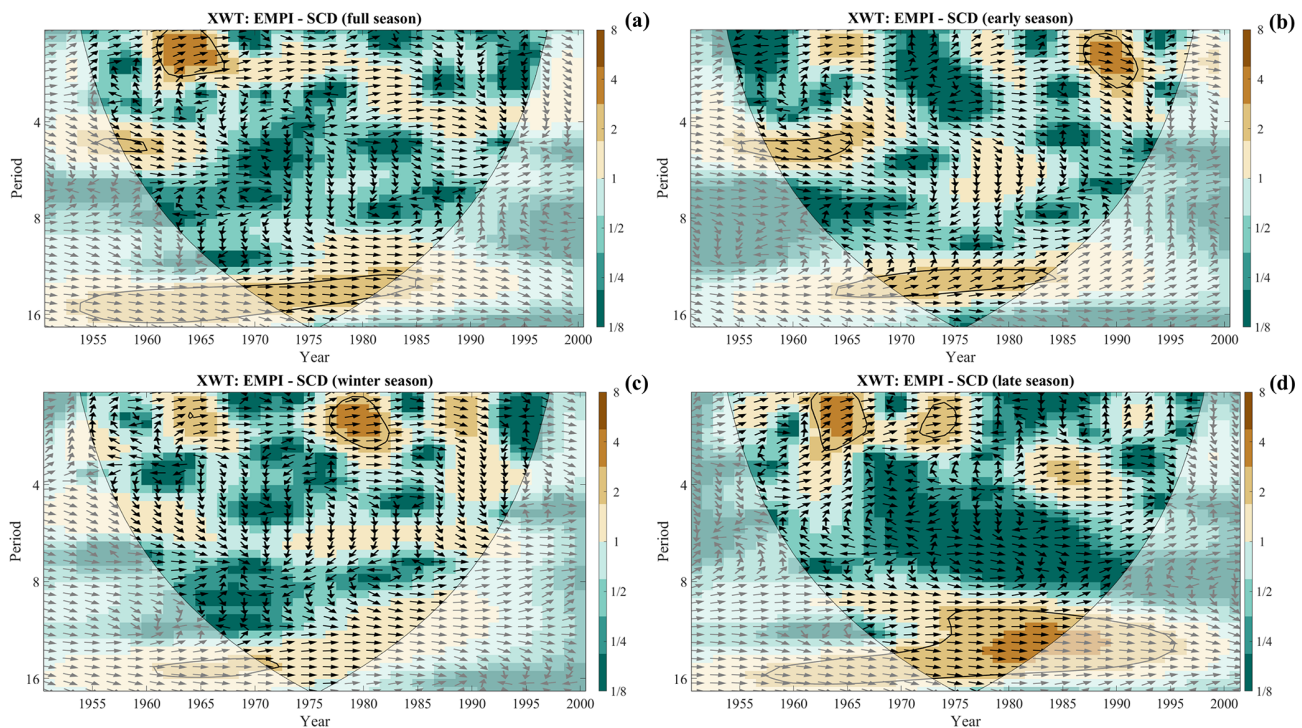 XWT: EMPI - SCD (full season)
(a)
Period
4
8
16
1955 1960 1965 1970 1975 1980 1985 1990 1995 2000
Year
8
4
2
1
1/2
1/4
1/8
XWT: EMPI - SCD (early season)
(b)
Period
4
8
16
1955 1960 1965 1970 1975 1980 1985 1990 1995 2000
Year
8
4
2
1
1/2
1/4
1/8
XWT: EMPI - SCD (winter season)
(c)
Period
4
8
16
1955 1960 1965 1970 1975 1980 1985 1990 1995 2000
Year
8
4
2
1
1/2
1/4
1/8
XWT: EMPI - SCD (late season)
(d)
Period
4
8
16
1955 1960 1965 1970 1975 1980 1985 1990 1995 2000
Year
8
4
2
1
1/2
1/4
1/8